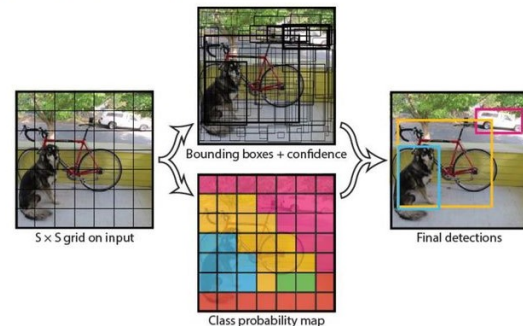 Bounding boxes + confidence
S × S grid on input
Final detections
Class probability map